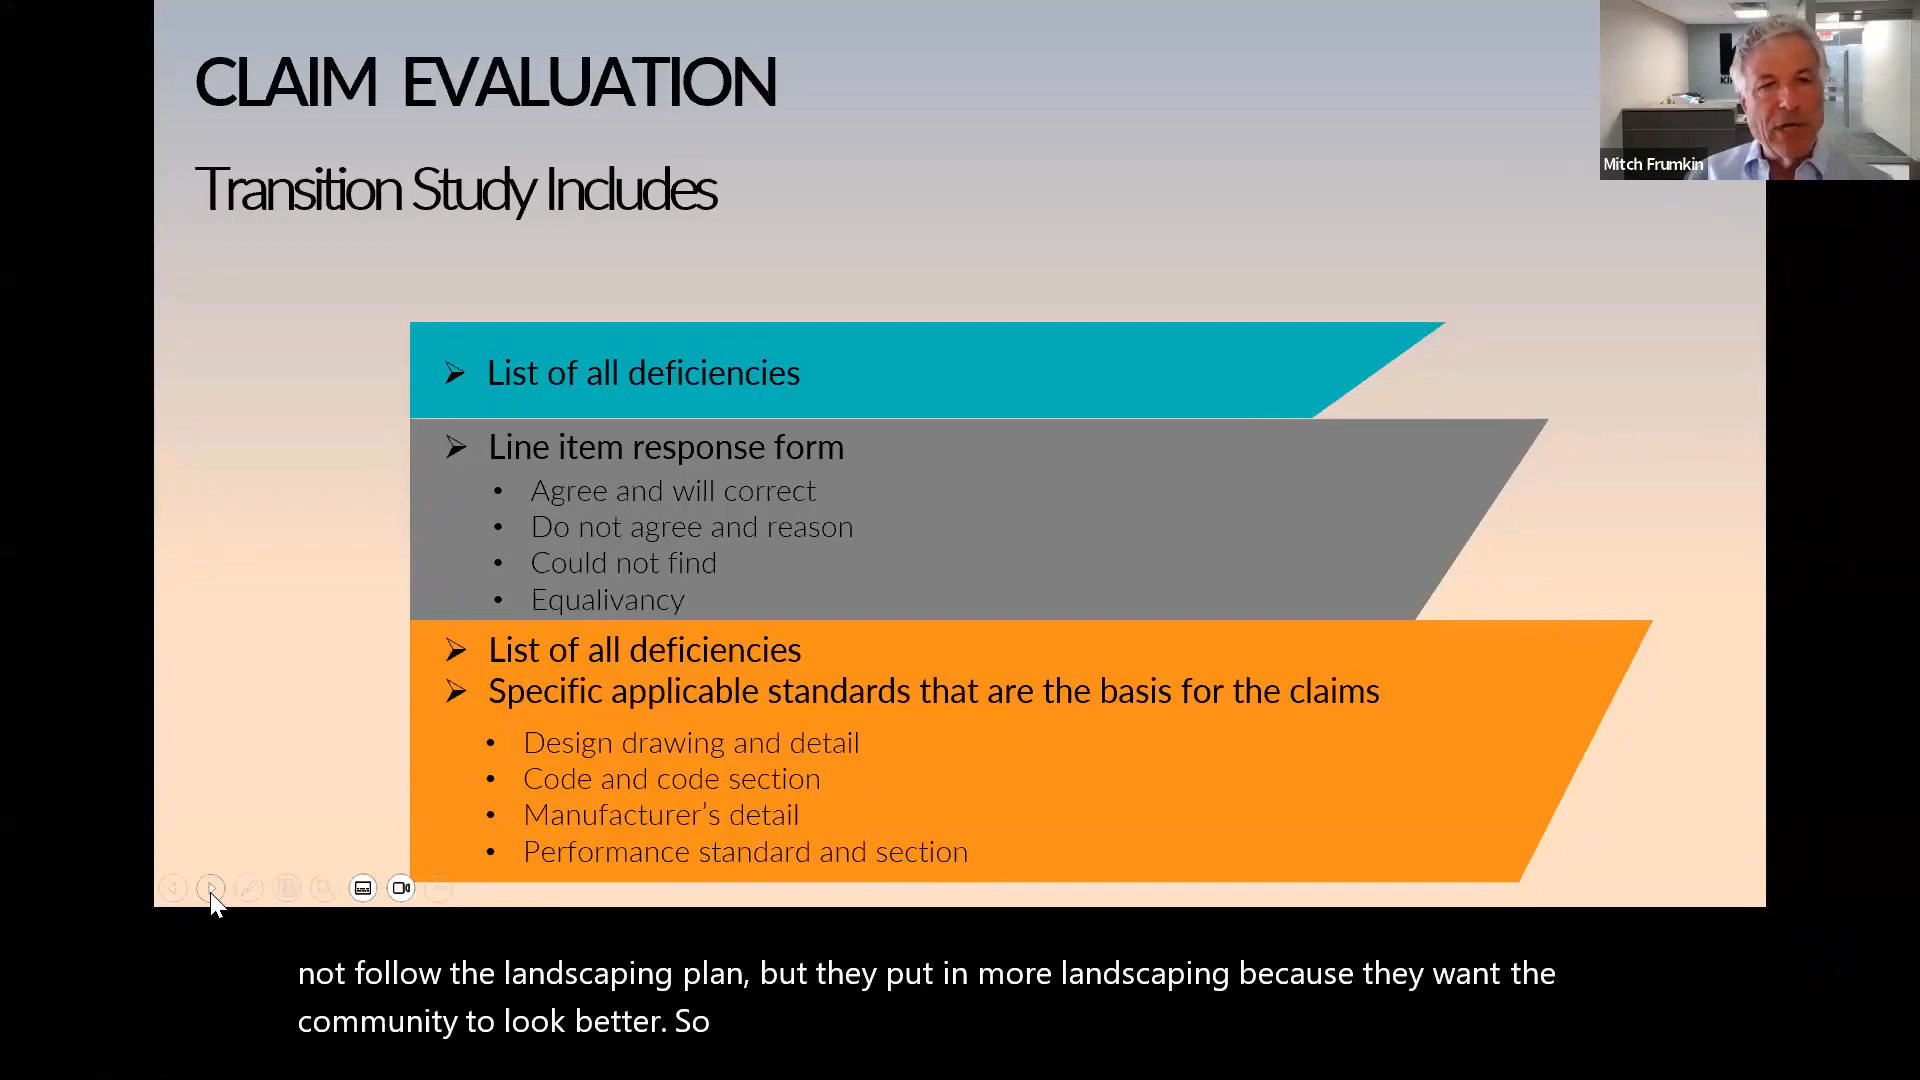 CLAIM EVALUATION
Transition Study Includes
Mitch Frumkin
List of all deficiencies
Line item response form
Agree and will correct
Do not agree and reason
Could not find
Equalivancy
List of all deficiencies
Specific applicable standards that are the basis for the claims
Design drawing and detail
Code and code section
Manufacturer’s detail
Performance standard and section
not follow the landscaping plan, but they put in more landscaping because they want the
community to look better. So